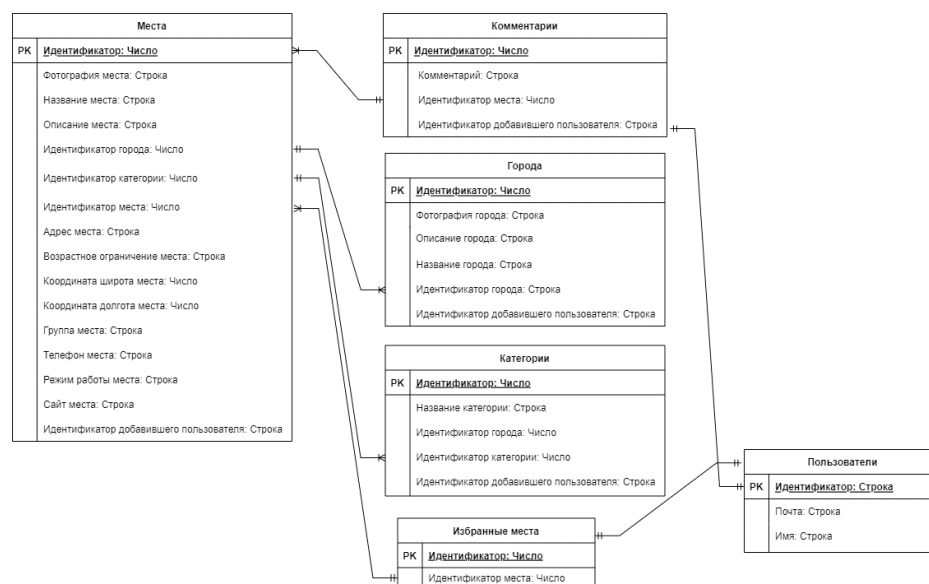 Места
PK Идентификатор: Число
Фотография места: Строка
Название места: Строка
Описание места: Строка
Идентификатор города: Число
Идентификатор категории: Число
Идентификатор места: Число
Адрес места: Строка
Возрастное ограничение места: Строка
Координата широта места: Число
Координата долгота места: Число
Группа места: Строка
Телефон места: Строка
Режим работы места: Строка
Сайт места: Строка
Идентификатор добавившего пользователя: Строка
Комментарии
PK Идентификатор: Число
Комментарий: Строка
Идентификатор места: Число
Идентификатор добавившего пользователя: Строка
Города
PK Идентификатор: Число
Фотография города: Строка
Описание города: Строка
Название города: Строка
Идентификатор города: Строка
Идентификатор добавившего пользователя: Строка
Категории
PK Идентификатор: Число
Название категории: Строка
Идентификатор города: Число
Идентификатор категории: Число
Идентификатор добавившего пользователя: Строка
Избранные места
PK Идентификатор: Число
Идентификатор места: Число
Пользователи
PK Идентификатор: Строка
Почта: Строка
Имя: Строка